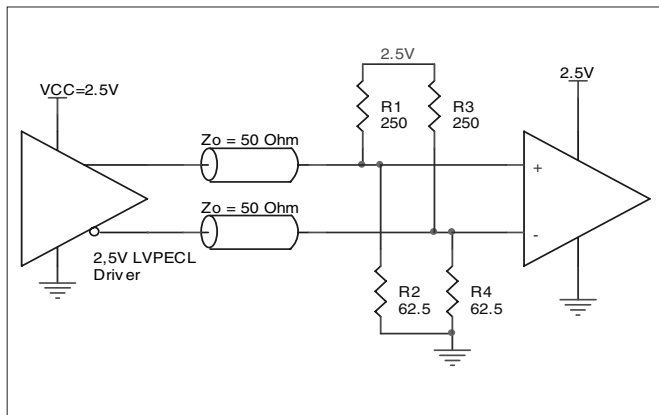 2.5V
VCC=2.5V
2.5V
R1
250
R3
250
Zo = 50 Ohm
+
Zo = 50 Ohm
-
2,5V LVPECL
Driver
R2
62.5
R4
62.5